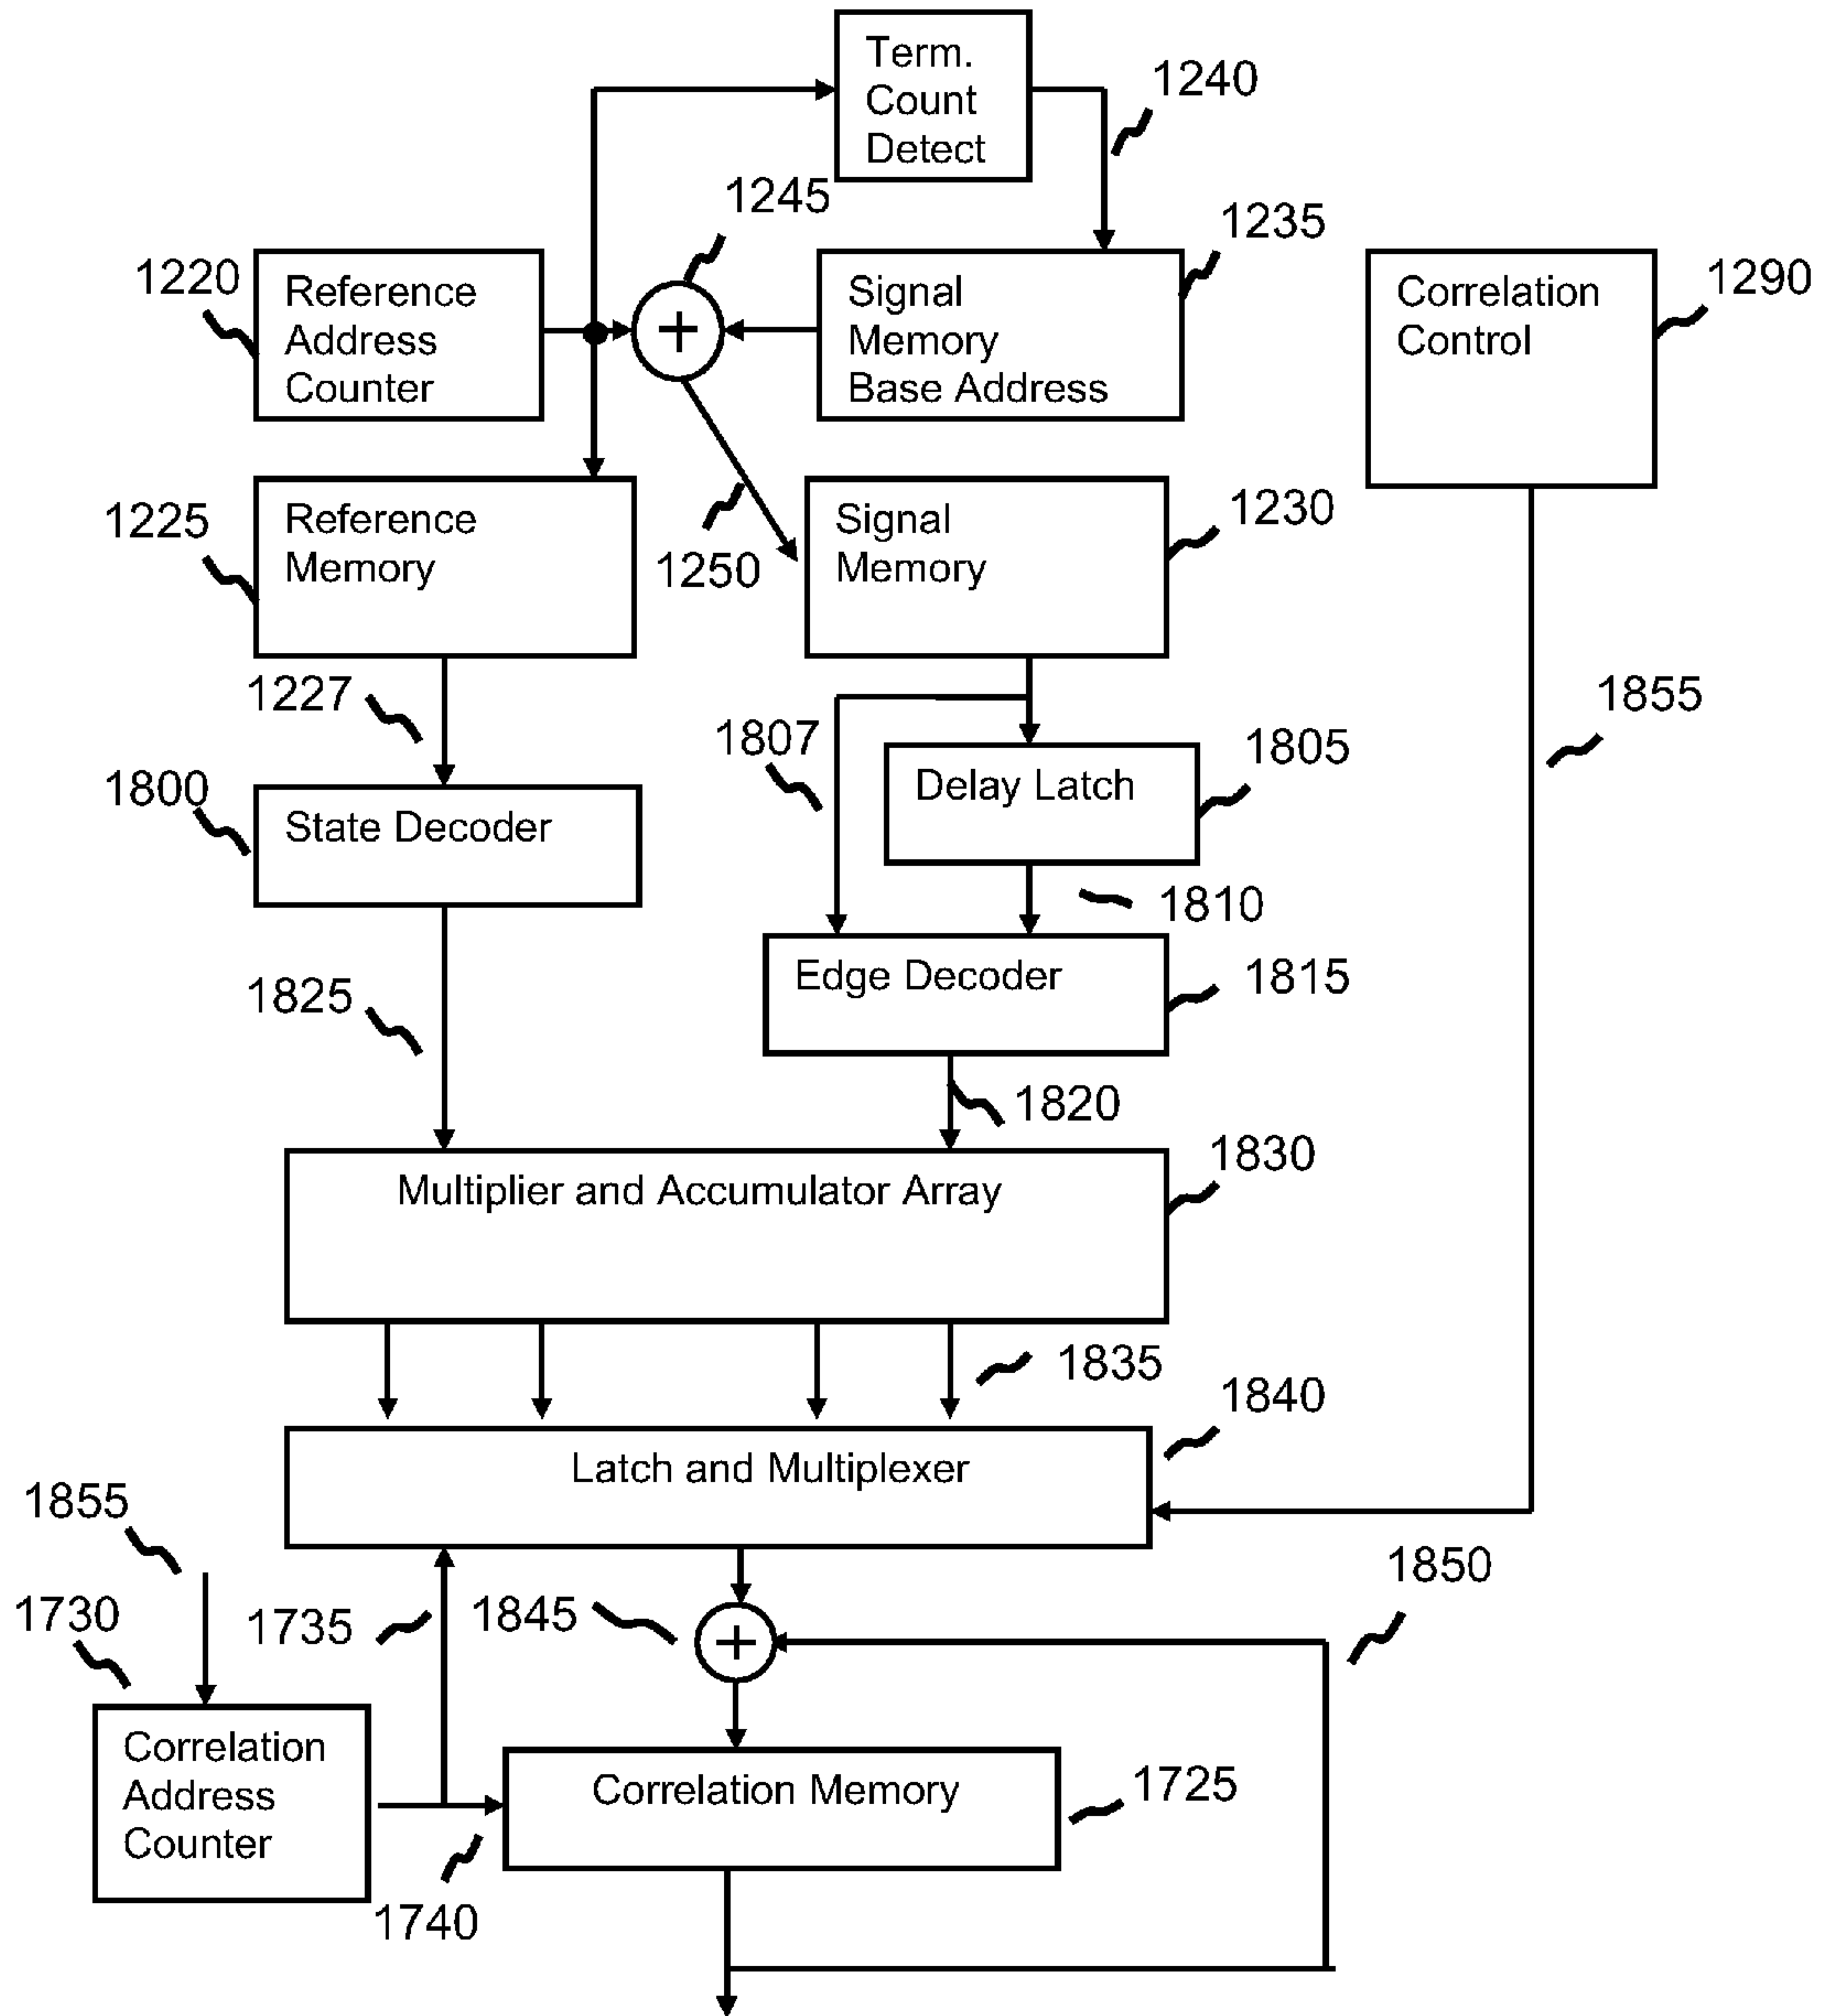 Term.
Count
Detect
1240
1245
1235
1220
Reference
Address
Counter
+
Signal
Memory
Base Address
Correlation
Control
1290
1225
Reference
Memory
1250
Signal
Memory
1230
1227
1807
1855
1800
State Decoder
Delay Latch
1805
1810
1825
Edge Decoder
1815
1820
Multiplier and Accumulator Array
1830
1835
1840
Latch and Multiplexer
1855
1850
1730
1735
1845
+
Correlation
Address
Counter
Correlation Memory
1725
1740